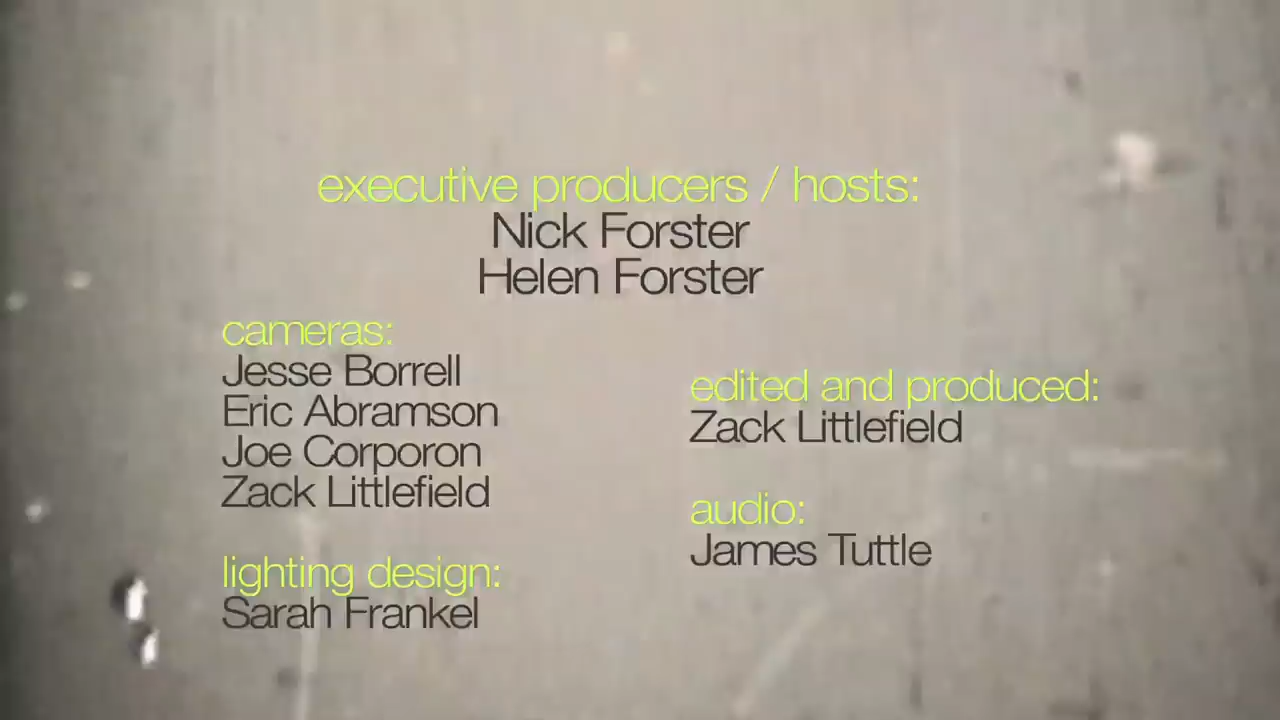 executive producers / hosts:
Nick Forster
Helen Forster
cameras:
Jesse Borrell
Eric Abramson
Joe Corporon
Zack Littlefield
lighting design:
Sarah Frankel
edited and produced:
Zack Littlefield
audio:
James Tuttle